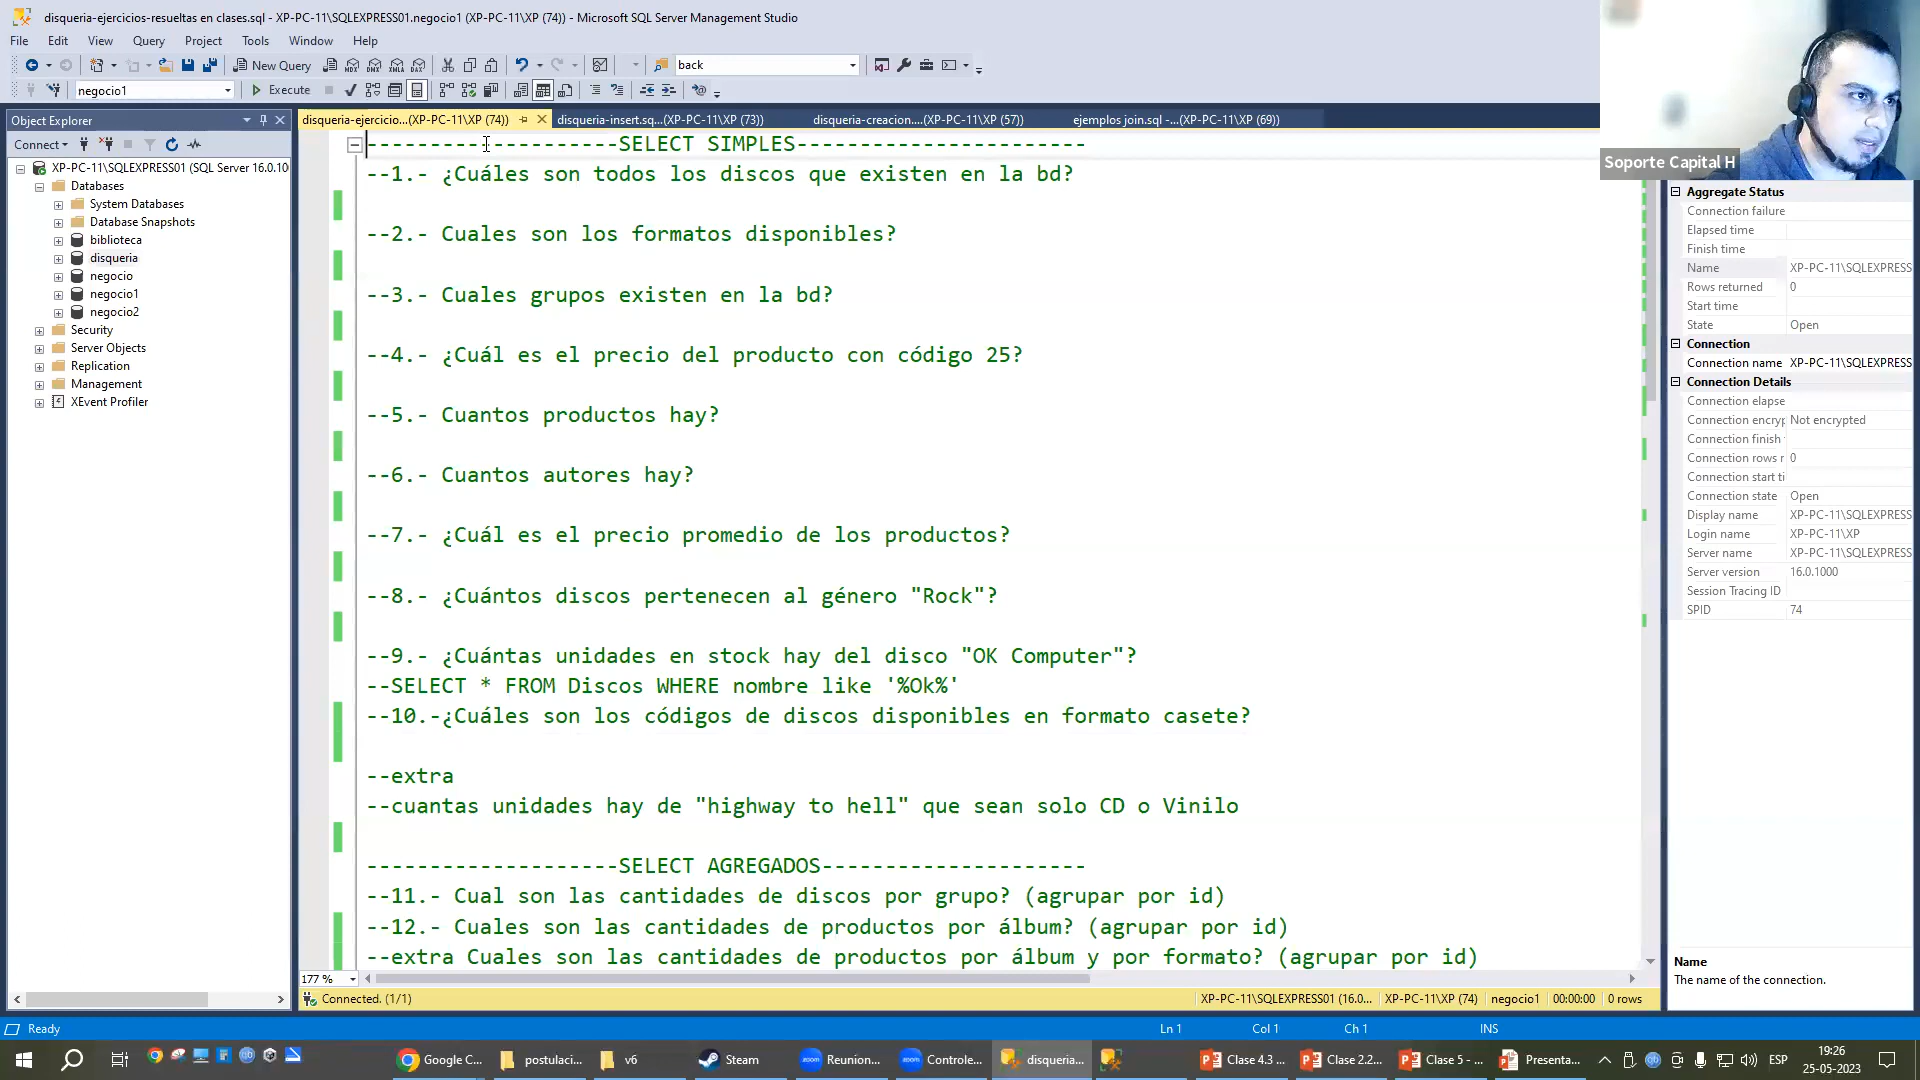 disqueria-ejercicios-resueltas en clases.sql - XP-PC-11\SQLEXPRESS01.negocio1 (XP-PC-11\XP (74)) - Microsoft SQL Server Management Studio
File Edit View Query Project Tools Window Help
New Query
back
negocio1
Execute
Object Explorer
Connect
XP-PC-11\SQLEXPRESS01 (SQL Server 16.0.10
Databases
System Databases
Database Snapshots
biblioteca
disqueria
negocio
negocio1
negocio2
Security
Server Objects
Replication
Management
XEvent Profiler
disqueria-ejercicio...(XP-PC-11\XP (74))
disqueria-insert.sq...(XP-PC-11\XP (73))
disqueria-creacion....(XP-PC-11\XP (57))
ejemplos join.sql -...(XP-PC-11\XP (69))
--------------------SELECT SIMPLES-----------------------
--1.- ¿Cuáles son todos los discos que existen en la bd?
--2.- Cuales son los formatos disponibles?
--3.- Cuales grupos existen en la bd?
--4.- ¿Cuál es el precio del producto con código 25?
--5.- Cuantos productos hay?
--6.- Cuantos autores hay?
--7.- ¿Cuál es el precio promedio de los productos?
--8.- ¿Cuántos discos pertenecen al género "Rock"?
--9.- ¿Cuántas unidades en stock hay del disco "OK Computer"?
--SELECT * FROM Discos WHERE nombre like '%Ok%'
--10.-¿Cuáles son los códigos de discos disponibles en formato casete?
--extra
--cuantas unidades hay de "highway to hell" que sean solo CD o Vinilo
--------------------SELECT AGREGADOS---------------------
--11.- Cual son las cantidades de discos por grupo? (agrupar por id)
--12.- Cuales son las cantidades de productos por álbum? (agrupar por id)
--extra Cuales son las cantidades de productos por álbum y por formato? (agrupar por id)
177 %
Connected. (1/1)
XP-PC-11\SQLEXPRESS01 (16.0...
XP-PC-11\XP (74)
negocio1
00:00:00
0 rows
Soporte Capital H
Aggregate Status
Connection failure
Elapsed time
Finish time
Name XP-PC-11\SQLEXPRESS
Rows returned 0
Start time
State Open
Connection
Connection name XP-PC-11\SQLEXPRESS
Connection Details
Connection elapse
Connection encryp Not encrypted
Connection finish
Connection rows r 0
Connection start ti
Connection state Open
Display name XP-PC-11\SQLEXPRESS
Login name XP-PC-11\XP
Server name XP-PC-11\SQLEXPRESS
Server version 16.0.1000
Session Tracing ID
SPID 74
Name
The name of the connection.
Ready
Ln 1
Col 1
Ch 1
INS
Google C...
postulaci...
v6
Steam
Reunion...
Controle...
disqueria...
Clase 4.3 ...
Clase 2.2...
Clase 5 - ...
Presenta...
ESP
19:26
25-05-2023